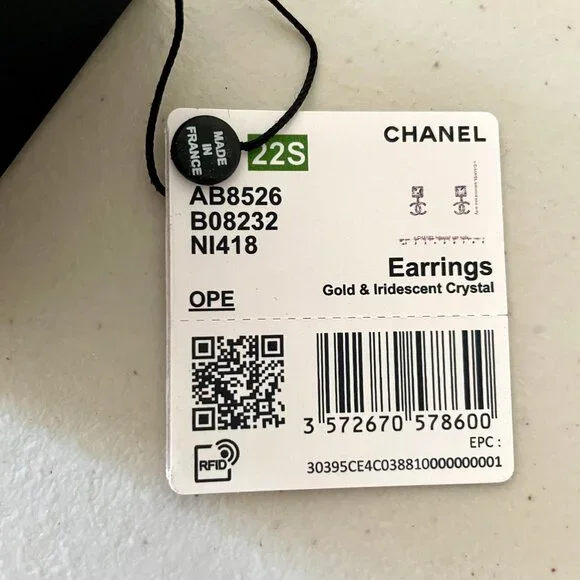 MADE
IN
FRANCE
22S
CHANEL
AB8526
B08232
NI418
Earrings
Gold & Iridescent Crystal
OPE
3 572670 578600
EPC :
30395CE4C038810000000001
RFID